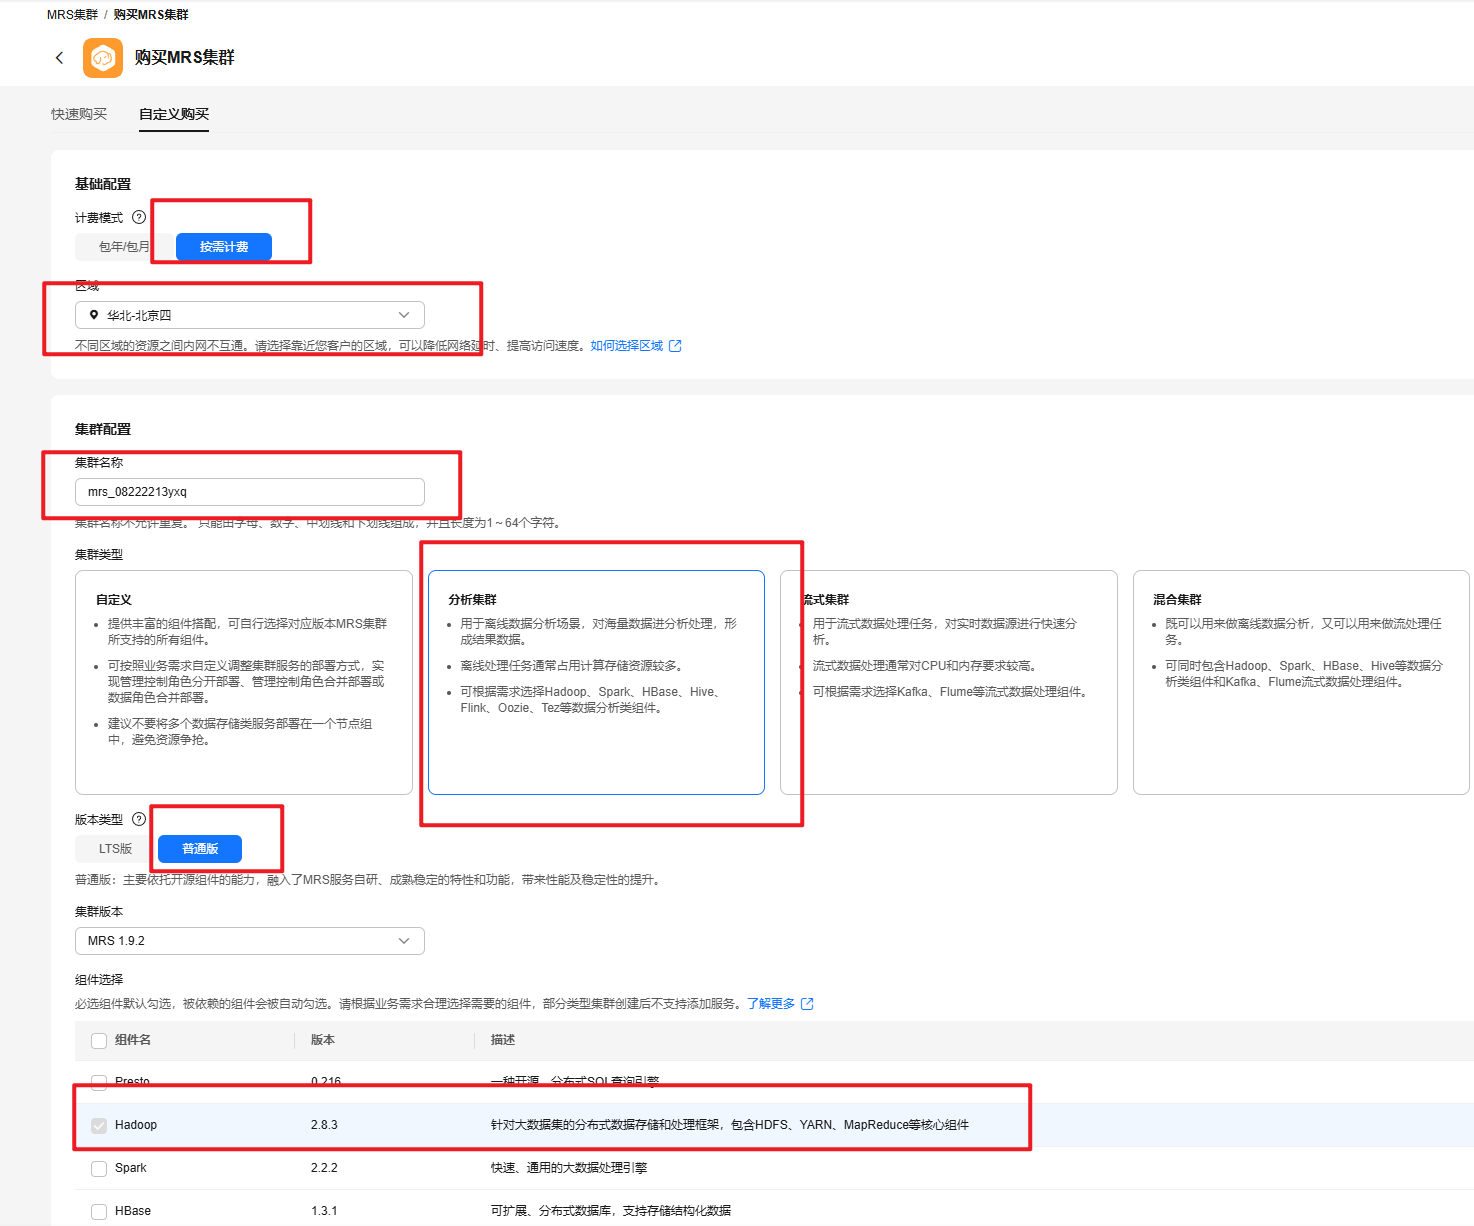 MRS集群 / 购买MRS集群
购买MRS集群
快速购买 自定义购买
基础配置
计费模式
包年/包月 按需计费
区域
华北-北京四
不同区域的资源之间内网不互通。请选择靠近您客户的区域，可以降低网络延时、提高访问速度。如何选择区域
集群配置
集群名称
mrs_08222213yxq
集群名称不允许重复。 只能由字母、数字、中划线和下划线组成，并且长度为1～64个字符。
集群类型
自定义
提供丰富的组件搭配，可自行选择对应版本MRS集群
所支持的所有组件。
可按照业务需求自定义调整集群服务的部署方式，实
现管理控制角色分开部署、管理控制角色合并部署或
数据角色合并部署。
建议不要将多个数据存储类服务部署在一个节点组
中，避免资源争抢。
分析集群
用于离线数据分析场景，对海量数据进分析处理，形
成结果数据。
离线处理任务通常占用计算存储资源较多。
可根据需求选择Hadoop、Spark、HBase、Hive、
Flink、Oozie、Tez等数据分析类组件。
流式集群
用于流式数据处理任务，对实时数据源进行快速分
析。
流式数据处理通常对CPU和内存要求较高。
可根据需求选择Kafka、Flume等流式数据处理组件。
混合集群
既可以用来做离线数据分析，又可以用来做流处理任
务。
可同时包含Hadoop、Spark、HBase、Hive等数据分
析类组件和Kafka、Flume流式数据处理组件。
版本类型
LTS版 普通版
普通版：主要依托开源组件的能力，融入了MRS服务自研、成熟稳定的特性和功能，带来性能及稳定性的提升。
集群版本
MRS 1.9.2
组件选择
必选组件默认勾选，被依赖的组件会被自动勾选。请根据业务需求合理选择需要的组件，部分类型集群创建后不支持添加服务。了解更多
组件名 版本 描述
Presto 0.216 一种开源、分布式SQL查询引擎
Hadoop 2.8.3 针对大数据集的分布式数据存储和处理框架，包含HDFS、YARN、MapReduce等核心组件
Spark 2.2.2 快速、通用的大数据处理引擎
HBase 1.3.1 可扩展、分布式数据库，支持存储结构化数据